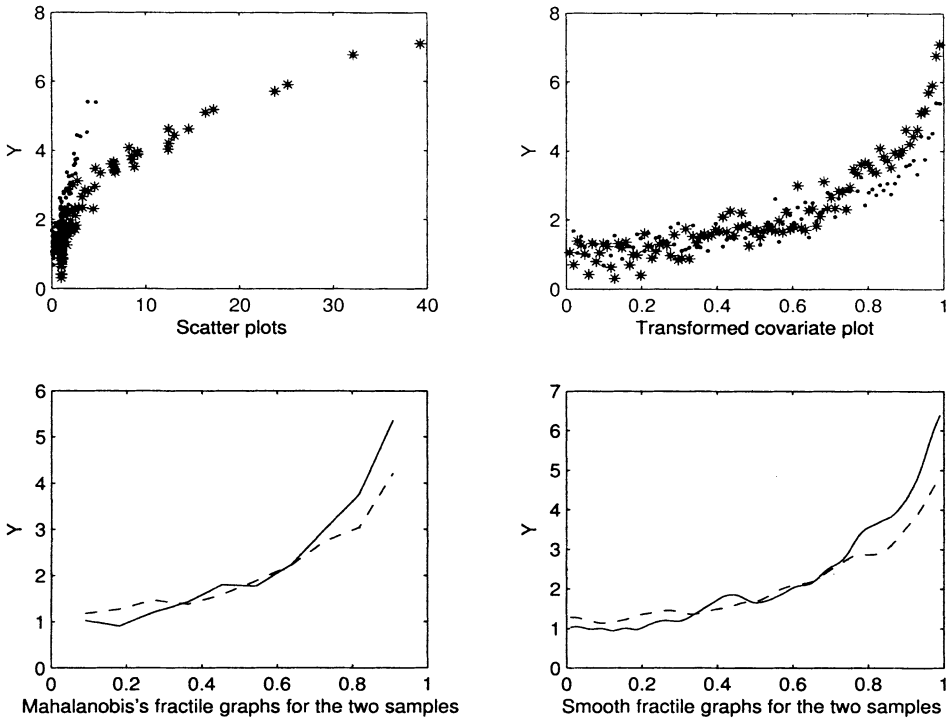 8
6
4
2
0
Y
0 10 20 30 40
Scatter plots
8
6
4
2
0
Y
0 0.2 0.4 0.6 0.8 1
Transformed covariate plot
6
5
4
3
2
1
0
Y
0 0.2 0.4 0.6 0.8 1
Mahalanobis's fractile graphs for the two samples
7
6
5
4
3
2
1
0
Y
0 0.2 0.4 0.6 0.8 1
Smooth fractile graphs for the two samples